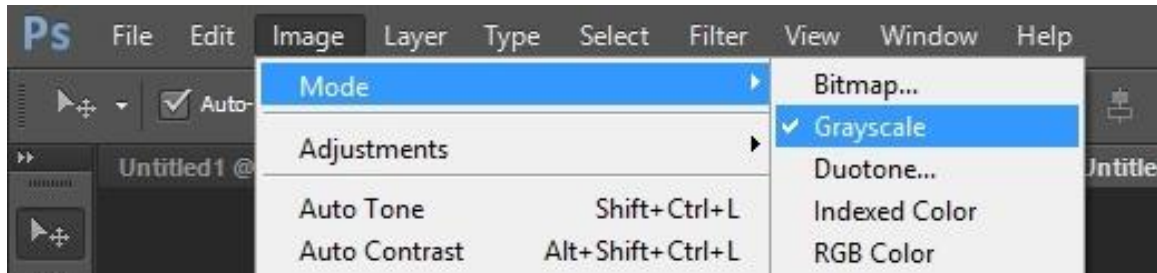 Ps File Edit Image Layer Type Select Filter View Window Help
Mode Bitmap...
Auto- Grayscale
Adjustments Duotone...
Untitled1 @ Untitle
Auto Tone Shift+Ctrl+L Indexed Color
Auto Contrast Alt+Shift+Ctrl+L RGB Color